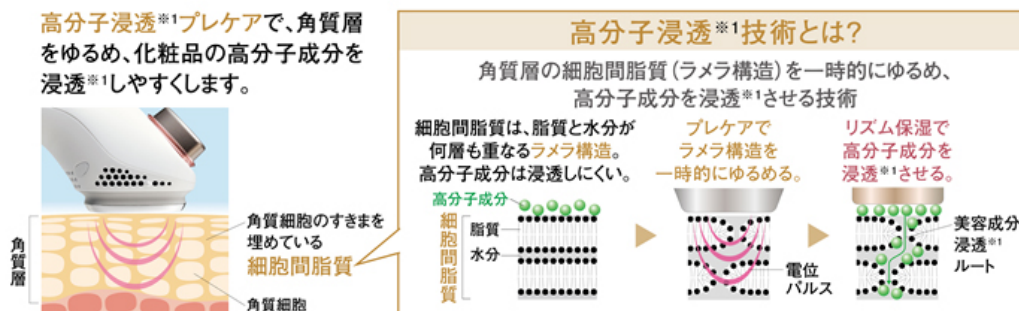 高分子浸透※1プレケアで、角質層
をゆるめ、化粧品の高分子成分を
浸透※1しやすくします。
角質層
角質細胞のすきまを
埋めている
細胞間脂質
角質細胞
高分子浸透※1技術とは?
角質層の細胞間脂質(ラメラ構造)を一時的にゆるめ、
高分子成分を浸透※1させる技術
細胞間脂質は、脂質と水分が
何層も重なるラメラ構造。
高分子成分は浸透しにくい。
高分子成分
細胞間脂質
脂質
水分
プレケアで
ラメラ構造を
一時的にゆるめる。
電位
パルス
リズム保湿で
高分子成分を
浸透※1させる。
美容成分
浸透※1
ルート